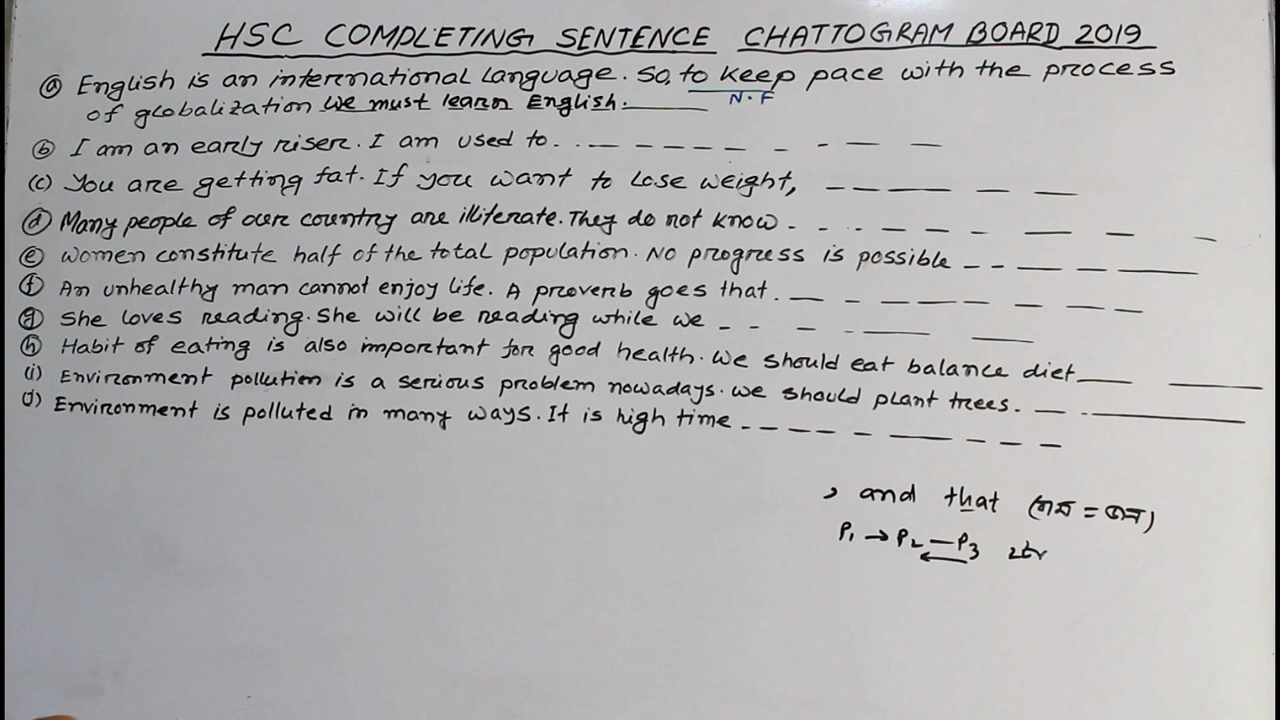 HSC COMPLETING SENTENCE CHATTOGRAM BOARD 2019
ⓐ English is an international language. So, to keep pace with the process
N.F
of globalization we must learn English.
ⓑ I am an early riser. I am used to.
(c) You are getting fat. If you want to lose weight,
ⓓ Many people of our country are illiterate. They do not know
ⓔ Women constitute half of the total population. No progress is possible
ⓕ An unhealthy man cannot enjoy life. A proverb goes that.
ⓖ She loves reading. She will be reading while we
ⓗ Habit of eating is also important for good health. We should eat balance diet
(i) Environment pollution is a serious problem nowadays. We should plant trees.
(j) Environment is polluted in many ways. It is high time
, and that
P₁ → P₂ — P₃